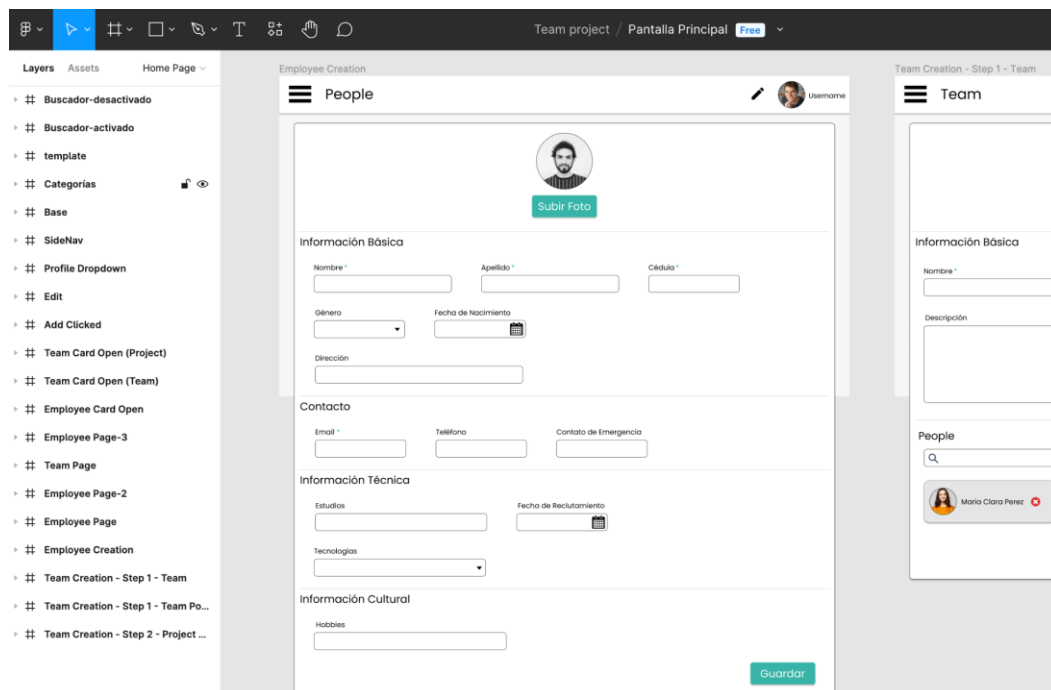 Team project / Pantalla Principal Free
Layers Assets Home Page
Buscador-desactivado
Buscador-activado
template
Categorías
Base
SideNav
Profile Dropdown
Edit
Add Clicked
Team Card Open (Project)
Team Card Open (Team)
Employee Card Open
Employee Page-3
Team Page
Employee Page-2
Employee Page
Employee Creation
Team Creation - Step 1 - Team
Team Creation - Step 1 - Team Po...
Team Creation - Step 2 - Project ...
Employee Creation
People Username
Subir Foto
Información Básica
Nombre * Apellido * Cédula *
Género Fecha de Nacimiento
Dirección
Contacto
Email * Teléfono Contato de Emergencia
Información Técnica
Estudios Fecha de Reclutamiento
Tecnologías
Información Cultural
Hobbies
Guardar
Team Creation - Step 1 - Team
Team
Información Básica
Nombre *
Descripción
People
Maria Clara Perez